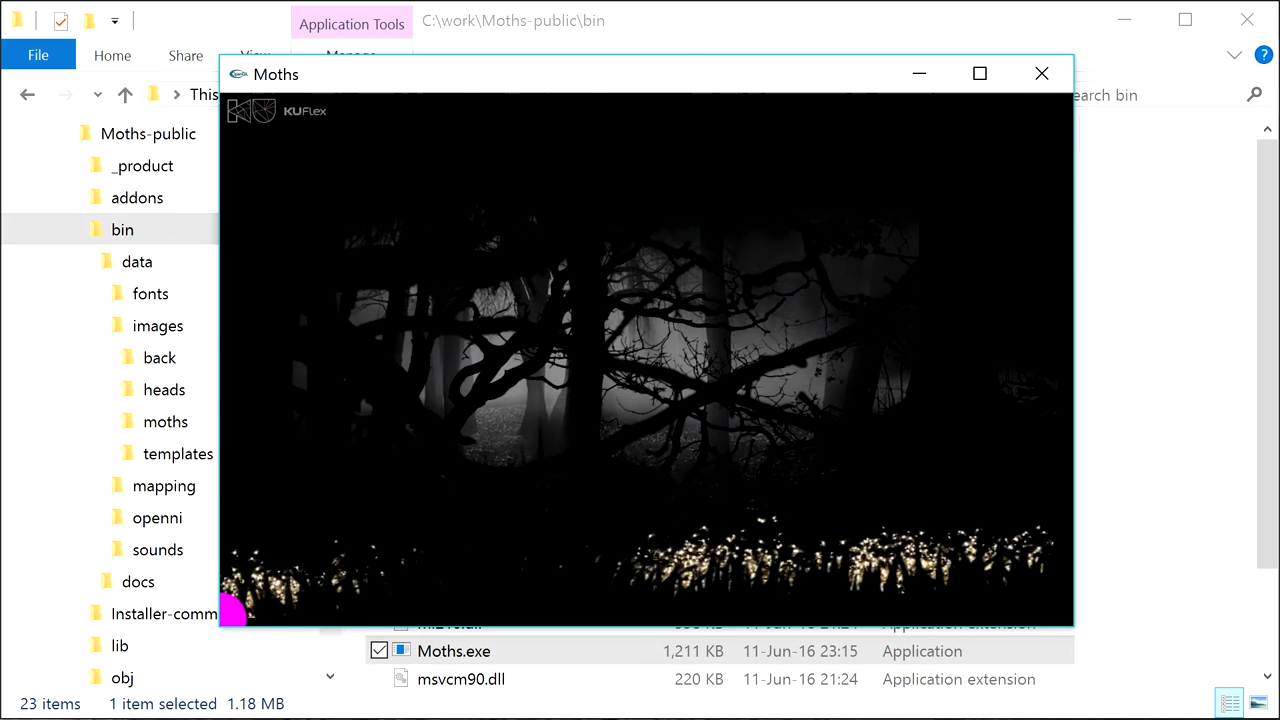 Application Tools C:\work\Moths-public\bin
File Home Share View Manage
This earch bin
Moths
KU KUFlex
Moths-public
_product
addons
bin
data
fonts
images
back
heads
moths
templates
mapping
openni
sounds
docs
Installer-comm
lib
obj
Moths.exe 1,211 KB 11-Jun-16 23:15 Application
msvcm90.dll 220 KB 11-Jun-16 21:24 Application extension
23 items 1 item selected 1.18 MB